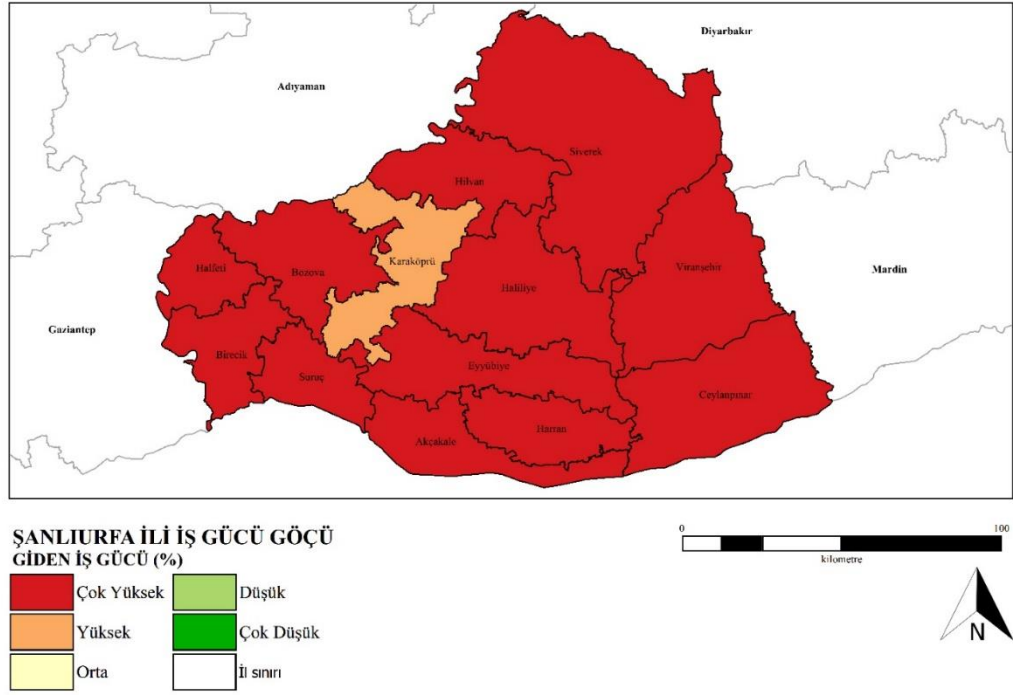 Diyarbakır
Adıyaman
Siverek
Hilvan
Karaköprü
Halfeti
Bozova
Viranşehir
Mardin
Haliliye
Gaziantep
Birecik
Suruç
Eyyübiye
Ceylanpınar
Akçakale
Harran
ŞANLIURFA İLİ İŞ GÜCÜ GÖÇÜ
GİDEN İŞ GÜCÜ (%)
Çok Yüksek
Düşük
Yüksek
Çok Düşük
Orta
İl sınırı
0
100
kilometre
N